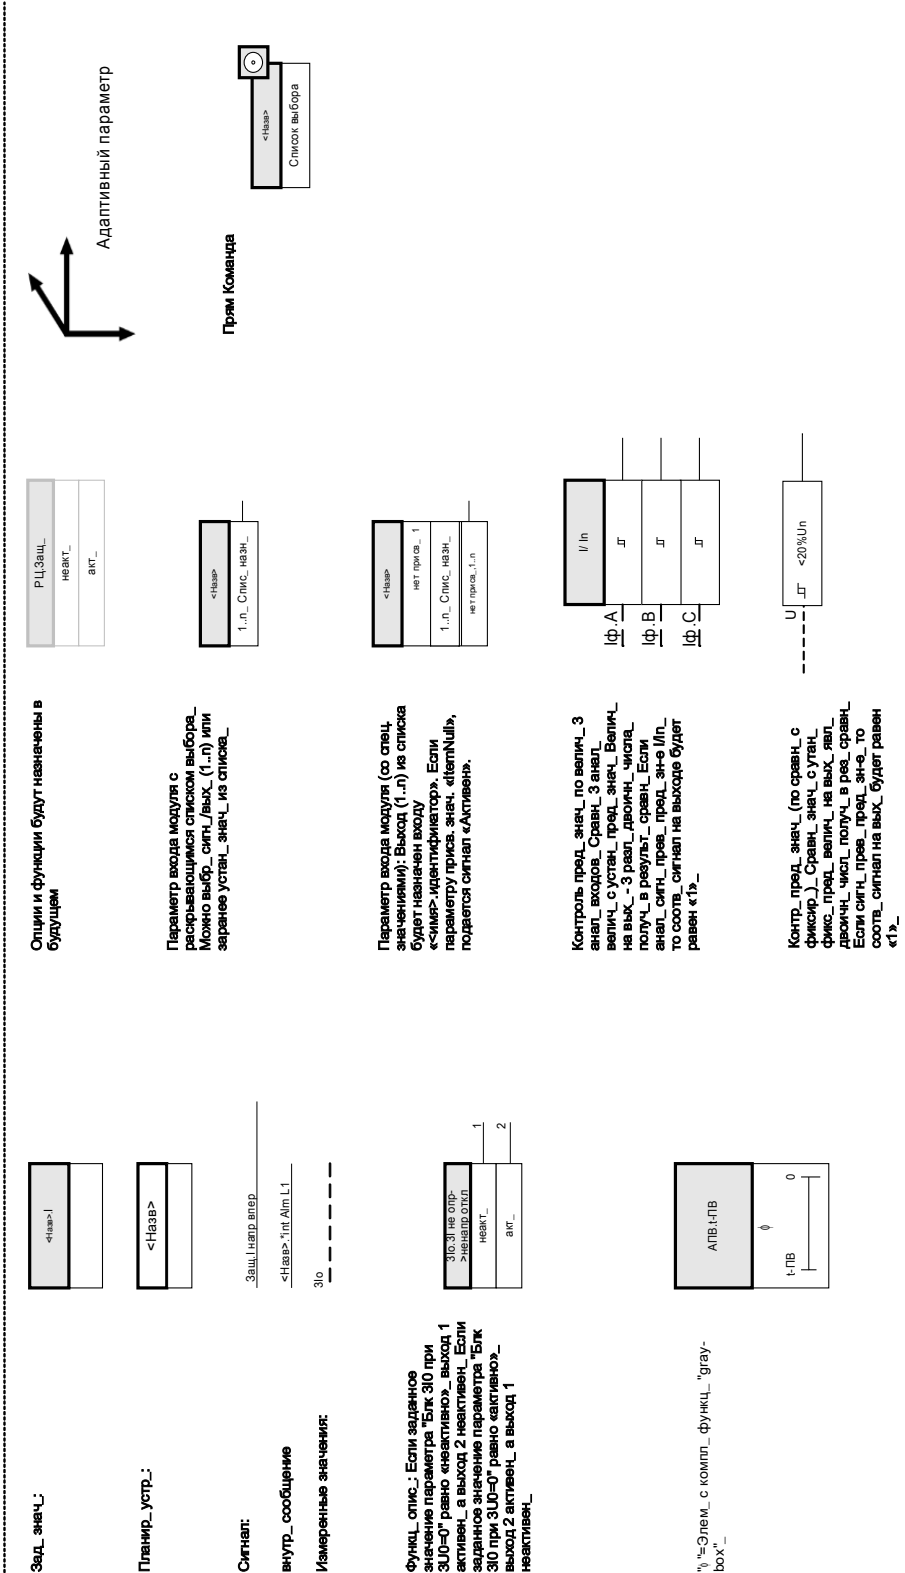 Зад_ знач_:
<Назв>.I
Планир_ устр_:
<Назв>
Сигнал:
Защ.I напр впер
внутр_ сообщение
<Назв>.*int Alm L1
Измеренные значения:
3Io
Функц_ опис_: Если заданное
значение параметра "Блк 3I0 при
3U0=0" равно «неактивно»_ выход 1
активен_ а выход 2 неактивен_ Если
заданное значение параметра "Блк
3I0 при 3U0=0" равно «активно»_
выход 2 активен_ а выход 1
неактивен_
3Io.3I не опр-
>ненапр откл
неакт_
1
акт_
2
"ϕ"=Элем_ с компл_ функц_ "gray-
box"_
АПВ.t-ПВ
ϕ
t-ПВ
0
Опции и функции будут назначены в
будущем
РЦ.Защ_
неакт_
акт_
Параметр входа модуля с
раскрывающимся списком выбора_
Можно выбр_ сигн_/вых_ (1..n) или
заранее устан_ знач_ из списка_
<Назв>
1..n_ Спис_ назн_
Параметр входа модуля (со спец.
значениями): Выход (1..n) из списка
будет назначен входу
«<имя>.идентификатор». Если
параметру присв. знач. «ItemNull»,
подается сигнал «Активен».
<Назв>
нет присв_ 1
1..n_ Спис_ назн_
нет присв_.1..n
Контроль пред_ знач_ по велич_ 3
анал_ входов_ Сравн_ 3 анал_
велич_ с устан_ пред_ знач_ Велич_
на вых_ - 3 разл_ двоичн_ числа_
получ_ в результ_ сравн_ Если
анал_ сигн_ прев_ пред_ зн-е I/In_
то соотв_ сигнал на выходе будет
равен «1»_
I/ In
Iф.A
Iф.B
Iф.C
Контр_ пред_ знач_ (по сравн_ с
фиксир_)_ Сравн_ знач_ с утан_
фикс_ пред_ велич_ на вых_ явл_
двоичн_ числ_ получ_ в рез_ сравн_
Если сигн_ прев_ пред_ зн-е_ то
соотв_ сигнал на вых_ будет равен
«1»_
U
<20%Un
Адаптивный параметр
Прям Команда
<Назв>
Список выбора